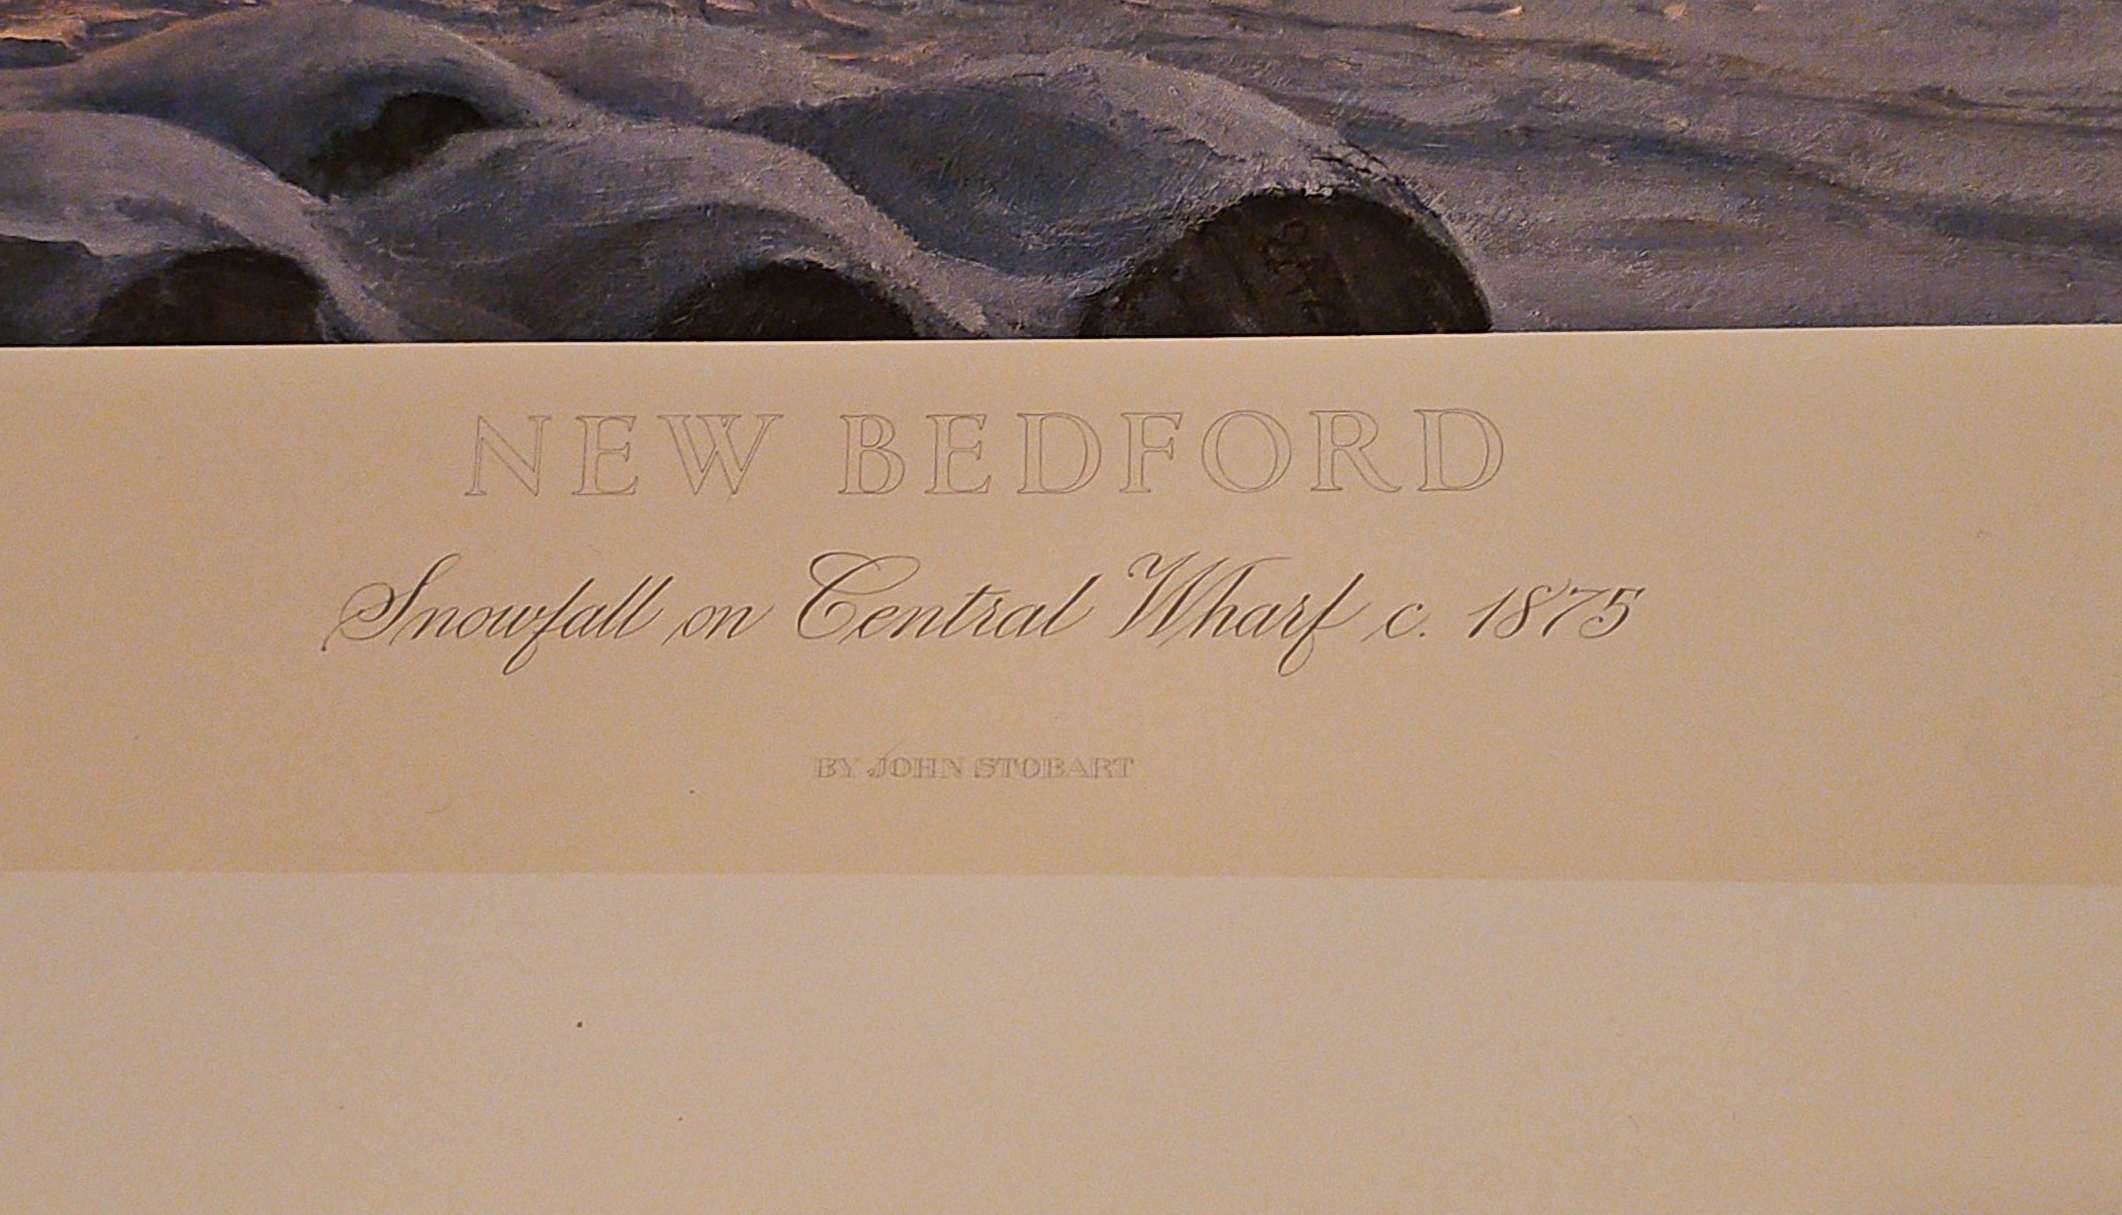 NEW BEDFORD
Snowfall on Central Wharf c. 1875
BY JOHN STOBART